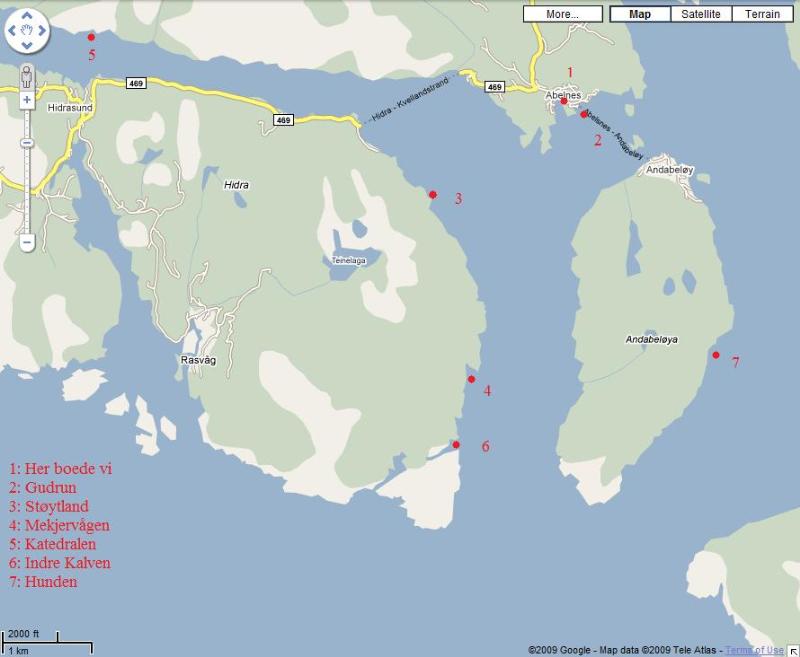 More...
Map
Satellite
Terrain
5
469
Hidrasund
469
Hidra - Kvellandstrand
469
1
Abelnes
2
Abelsnes - Andabeløy
Andabeløy
Hidra
3
Teinelaga
Andabeløya
Rasvåg
7
4
6
1: Her boede vi
2: Gudrun
3: Støytland
4: Mekjervågen
5: Katedralen
6: Indre Kalven
7: Hunden
2000 ft
1 km
©2009 Google - Map data ©2009 Tele Atlas - Terms of Use